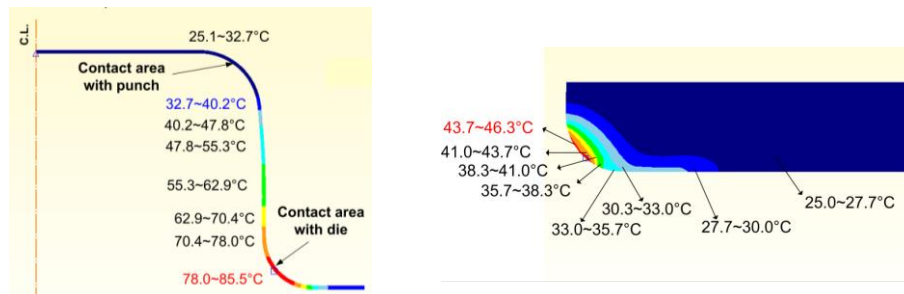 C.L.
25.1~32.7°C
Contact area
with punch
32.7~40.2°C
40.2~47.8°C
47.8~55.3°C
55.3~62.9°C
62.9~70.4°C
70.4~78.0°C
Contact area
with die
78.0~85.5°C
43.7~46.3°C
41.0~43.7°C
38.3~41.0°C
35.7~38.3°C
33.0~35.7°C
30.3~33.0°C
27.7~30.0°C
25.0~27.7°C